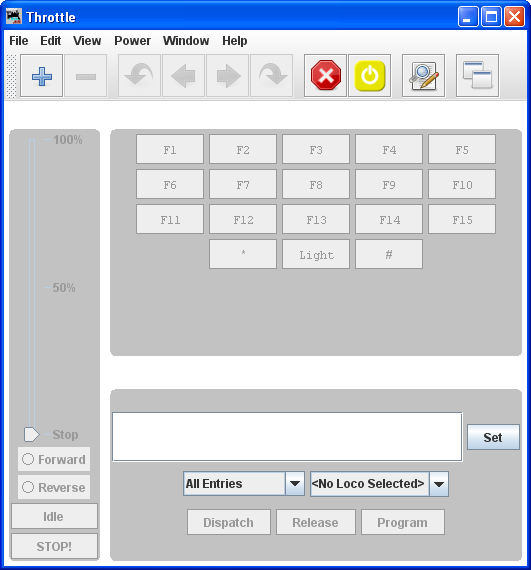 Throttle
File Edit View Power Window Help
100%
50%
Stop
Forward
Reverse
Idle
STOP!
F1 F2 F3 F4 F5
F6 F7 F8 F9 F10
F11 F12 F13 F14 F15
* Light #
Set
All Entries <No Loco Selected>
Dispatch Release Program